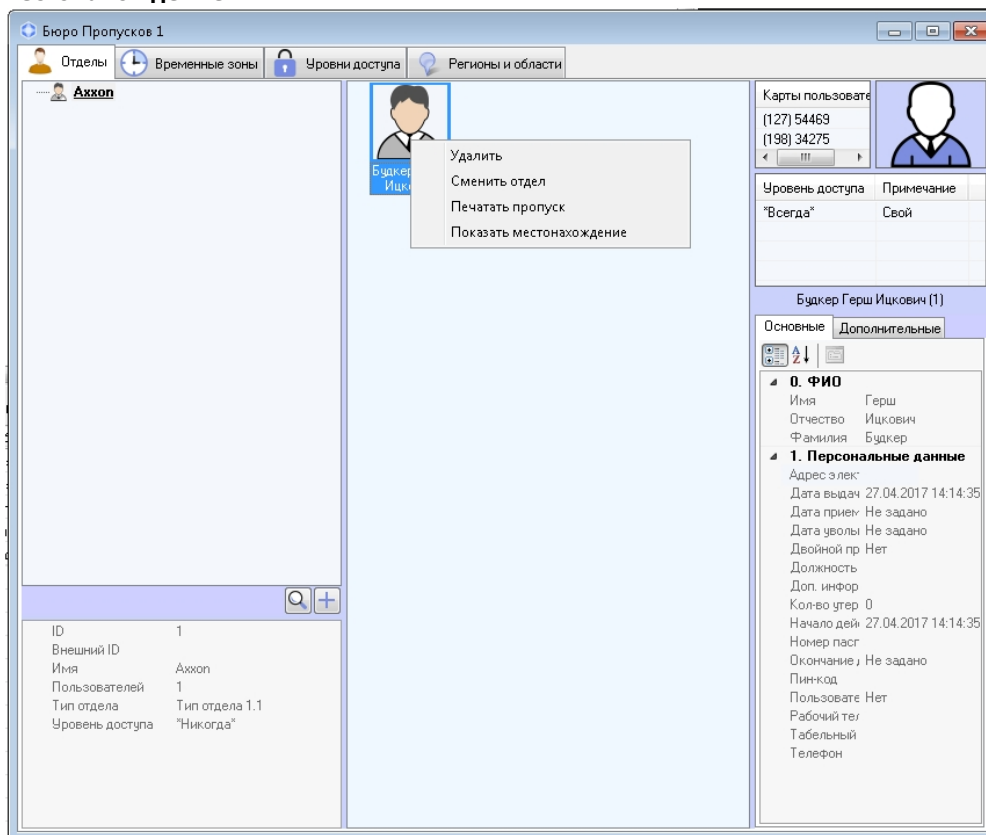 Бюро Пропусков 1
Отделы
Временные зоны
Уровни доступа
Регионы и области
Axxon
Удалить
Сменить отдел
Печатать пропуск
Показать местонахождение
Карты пользовате
(127) 54469
(198) 34275
Уровень доступа Примечание
"Всегда" Свой
Будкер Герш Ицкович (1)
Основные Дополнительные
0. ФИО
Имя Герш
Отчество Ицкович
Фамилия Будкер
1. Персональные данные
Адрес элек
Дата выдач 27.04.2017 14:14:35
Дата прием Не задано
Дата уволы Не задано
Двойной пр Нет
Должность
Доп. инфор
Кол-во утер 0
Начало дей 27.04.2017 14:14:35
Номер пасп
Окончание Не задано
Пин-код
Пользовате Нет
Рабочий те
Табельный
Телефон
ID 1
Внешний ID
Имя Axxon
Пользователей 1
Тип отдела Тип отдела 1.1
Уровень доступа "Никогда"